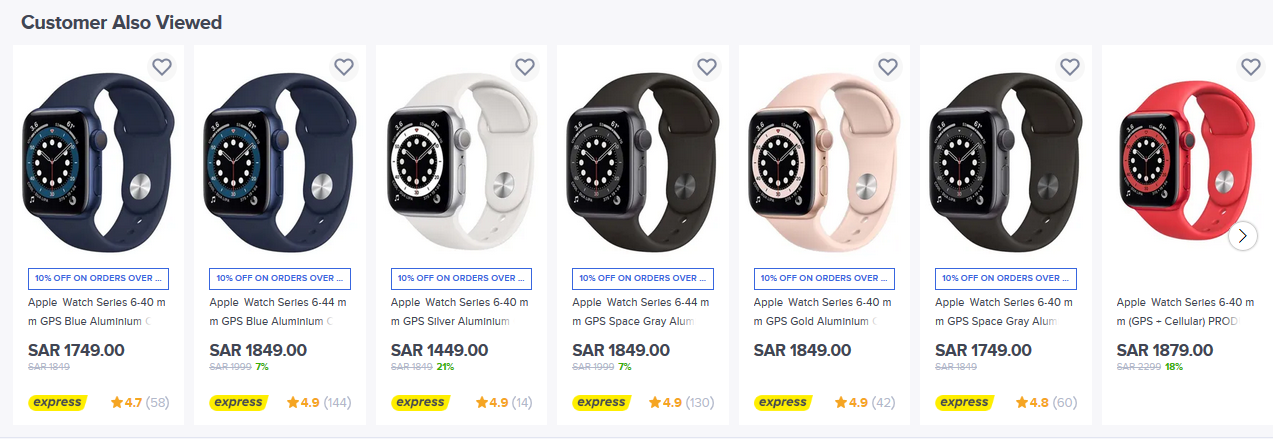 Customer Also Viewed
10% OFF ON ORDERS OVER ...
Apple Watch Series 6-40 m
m GPS Blue Aluminium C
SAR 1749.00
SAR 1849
express
4.7 (58)
10% OFF ON ORDERS OVER ...
Apple Watch Series 6-44 m
m GPS Blue Aluminium C
SAR 1849.00
SAR 1999 7%
express
4.9 (144)
10% OFF ON ORDERS OVER ...
Apple Watch Series 6-40 m
m GPS Silver Aluminium
SAR 1449.00
SAR 1849 21%
express
4.9 (14)
10% OFF ON ORDERS OVER ...
Apple Watch Series 6-44 m
m GPS Space Gray Alum
SAR 1849.00
SAR 1999 7%
express
4.9 (130)
10% OFF ON ORDERS OVER ...
Apple Watch Series 6-40 m
m GPS Gold Aluminium C
SAR 1849.00
express
4.9 (42)
10% OFF ON ORDERS OVER ...
Apple Watch Series 6-40 m
m GPS Space Gray Alum
SAR 1749.00
SAR 1849
express
4.8 (60)
Apple Watch Series 6-40 m
m (GPS + Cellular) PROD
SAR 1879.00
SAR 2299 18%